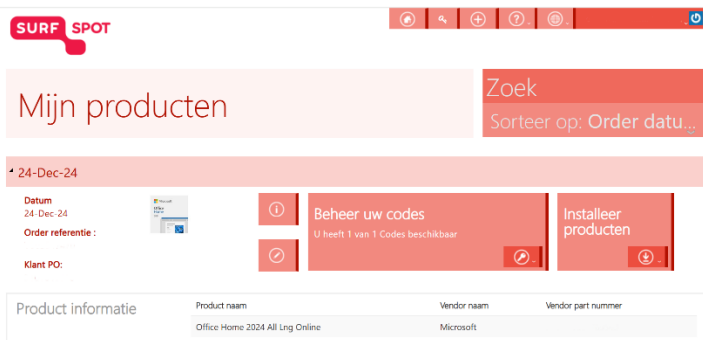 SURF SPOT
Mijn producten
Zoek
Sorteer op: Order datu...
24-Dec-24
Datum
24-Dec-24
Order referentie :
Klant PO:
Microsoft
Office
Beheer uw codes
U heeft 1 van 1 Codes beschikbaar
Installeer
producten
Product informatie
Product naam Vendor naam Vendor part nummer
Office Home 2024 All Lng Online Microsoft